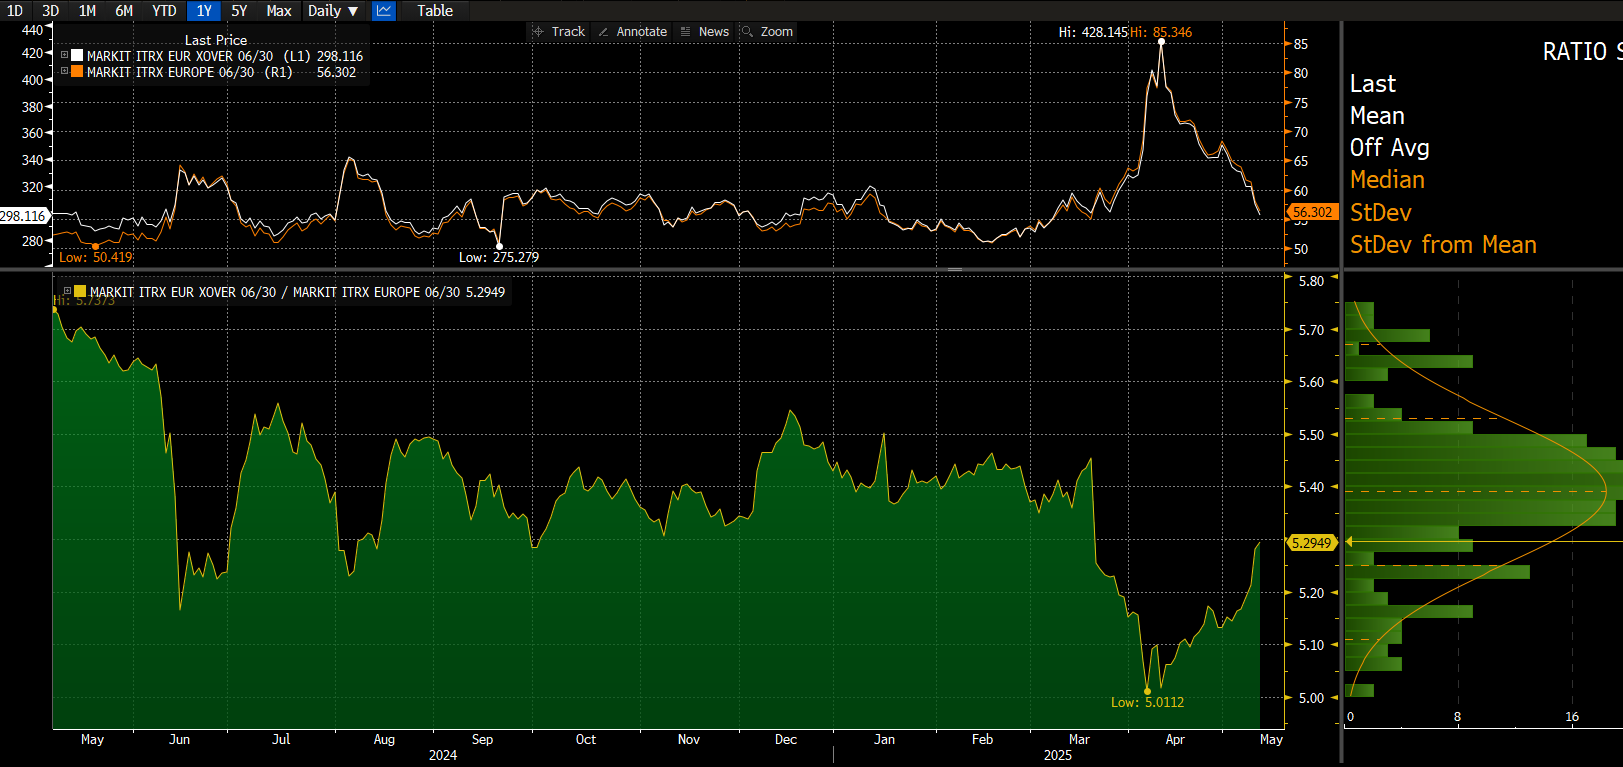 1D 3D 1M 6M YTD 1Y 5Y Max Daily ▼ Table
Track Annotate News Zoom
Last Price
MARKIT ITRX EUR XOVER 06/30 (L1) 298.116
MARKIT ITRX EUROPE 06/30 (R1) 56.302
Hi: 428.145 Hi: 85.346
440
420
400
380
360
340
320
298.116
280
85
80
75
70
65
60
56.302
55
50
Low: 50.419
Low: 275.279
RATIO S
Last
Mean
Off Avg
Median
StDev
StDev from Mean
MARKIT ITRX EUR XOVER 06/30 / MARKIT ITRX EUROPE 06/30 5.2949
Hi: 5.7373
5.80
5.70
5.60
5.50
5.40
5.2949
5.20
5.10
5.00
Low: 5.0112
0 8 16
May Jun Jul Aug Sep Oct Nov Dec Jan Feb Mar Apr May
2024 2025